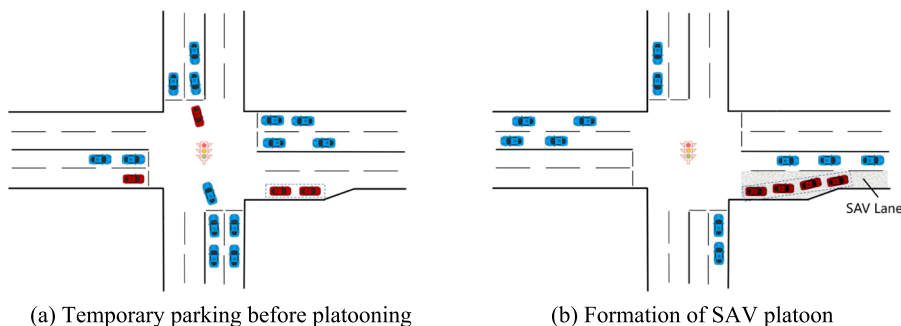 SAV Lane
(a) Temporary parking before platooning
(b) Formation of SAV platoon